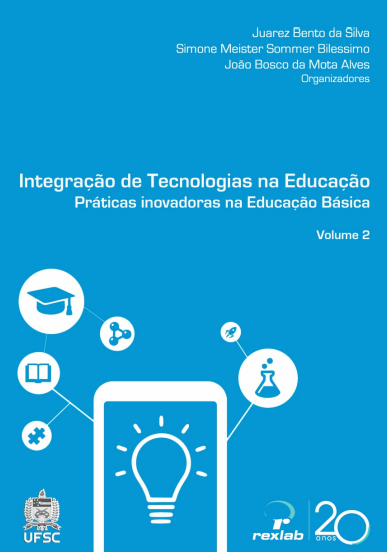 Juarez Bento da Silva
Simone Meister Sommer Bilessimo
João Bosco da Mota Alves
Organizadores
Integração de Tecnologias na Educação
Práticas inovadoras na Educação Básica
Volume 2
UFSC
rexlab
20
anos